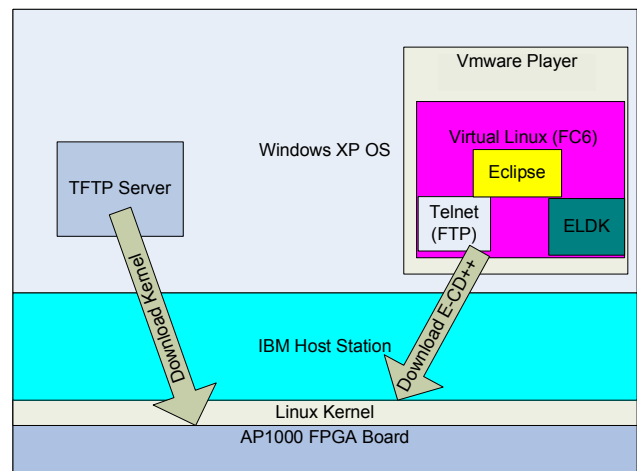 Vmware Player
Virtual Linux (FC6)
Windows XP OS
Eclipse
TFTP Server
Telnet
(FTP)
ELDK
Download Kernel
Download E-CD++
IBM Host Station
Linux Kernel
AP1000 FPGA Board